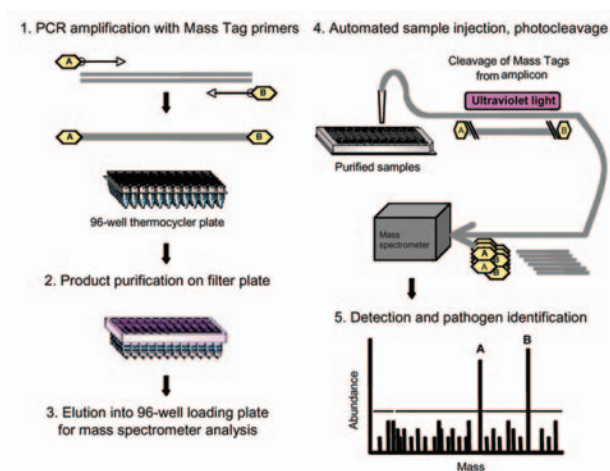 1. PCR amplification with Mass Tag primers
A
B
A
B
96-well thermocycler plate
2. Product purification on filter plate
3. Elution into 96-well loading plate
for mass spectrometer analysis
4. Automated sample injection, photocleavage
Cleavage of Mass Tags
from amplicon
Ultraviolet light
A
B
Purified samples
Mass
spectrometer
A
B
A
B
5. Detection and pathogen identification
A
B
Abundance
Mass